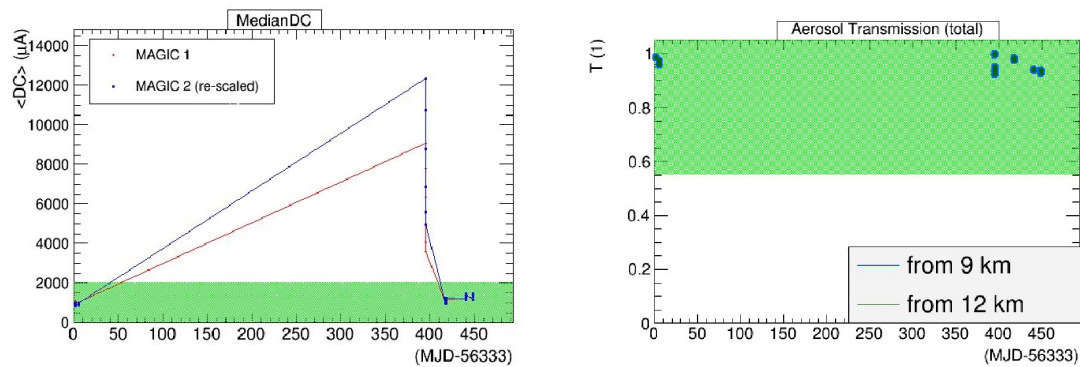 MedianDC
<DC> (μA)
14000
12000
10000
8000
6000
4000
2000
0
MAGIC 1
MAGIC 2 (re-scaled)
0 50 100 150 200 250 300 350 400 450
(MJD-56333)
Aerosol Transmission (total)
T (1)
1
0.8
0.6
0.4
0.2
0
from 9 km
from 12 km
0 50 100 150 200 250 300 350 400 450
(MJD-56333)